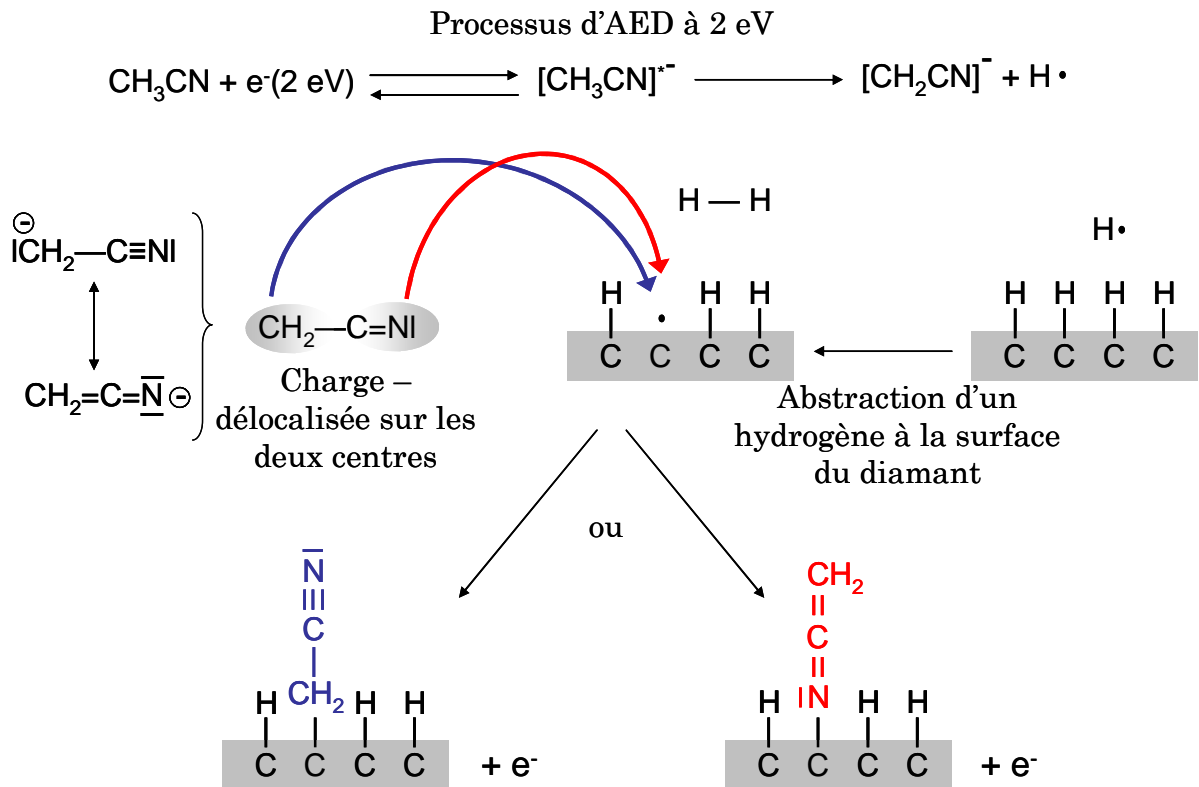 Processus d'AED à 2 eV
CH₃CN + e⁻(2 eV) [CH₃CN]*⁻ [CH₂CN]⁻ + H •
H — H
H•
⊖
ICH₂—C≡NI
CH₂=C=N ⊖
CH₂—C=NI
Charge –
délocalisée sur les
deux centres
H • H H
C C C C
H H H H
C C C C
Abstraction d'un
hydrogène à la surface
du diamant
ou
N
C
H CH₂ H H
C C C C
+ e⁻
CH₂
C
H IN H H
C C C C
+ e⁻